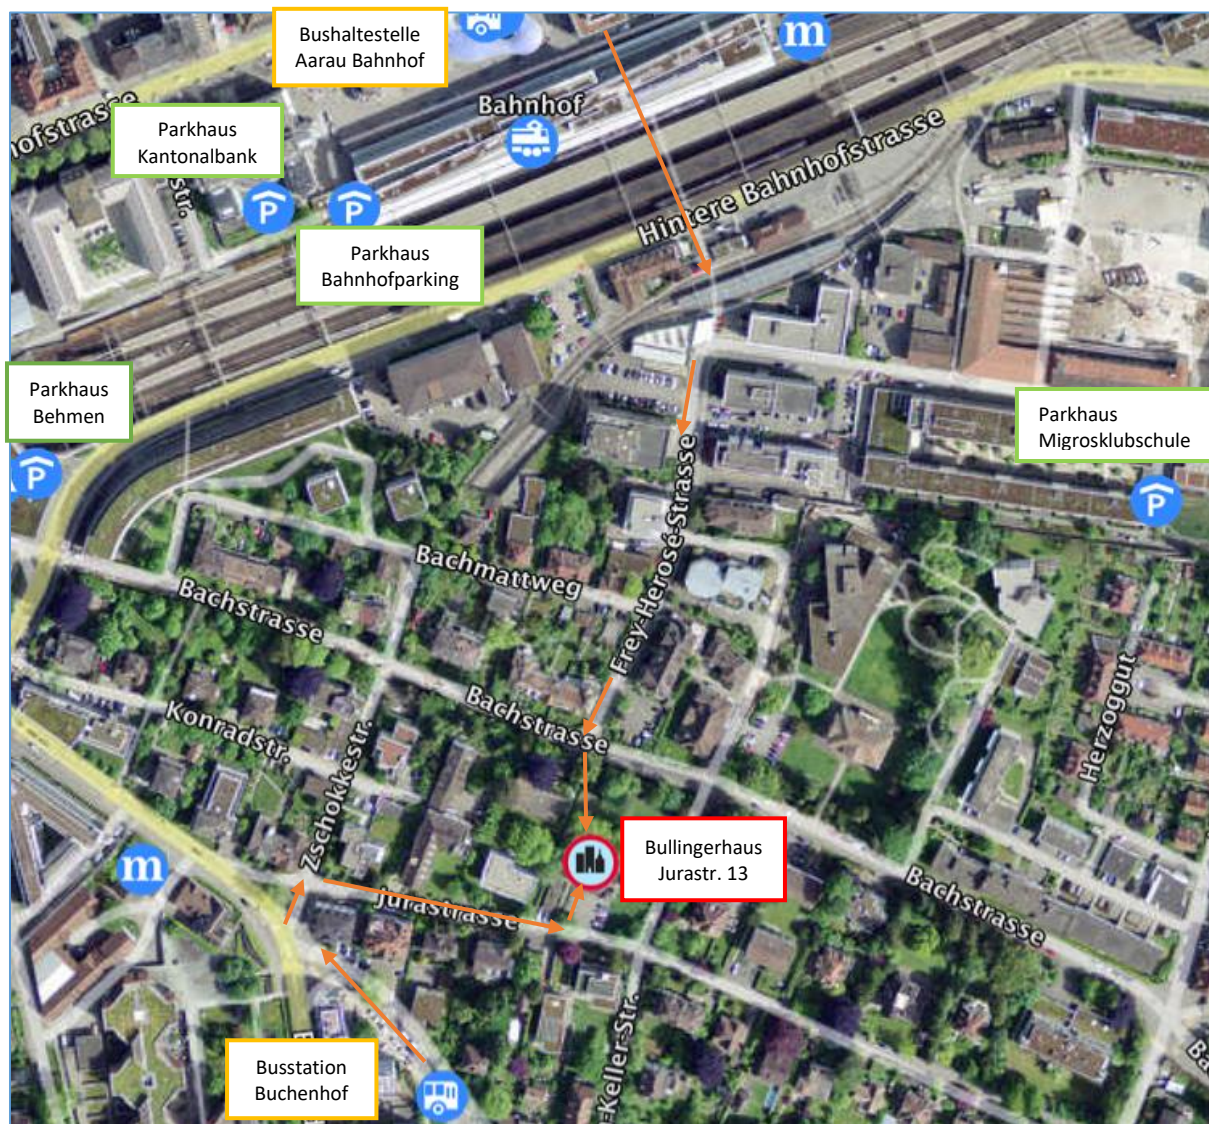 Bushaltestelle
Aarau Bahnhof
m
hofstrasse
Parkhaus
Kantonalbank
Bahnhof
str.
P
P
Hintere Bahnhofstrasse
Parkhaus
Bahnhofparking
Parkhaus
Behmen
P
Parkhaus
Migrosklubschule
P
Frey-Herosé-Strasse
Bachmattweg
Bachstrasse
Bachstrasse
Konradstr.
Zschokkestr.
Herzoggut
Bullingerhaus
Jurastr. 13
m
Jurastrasse
Bachstrasse
-Keller-Str.
Busstation
Buchenhof
Ba